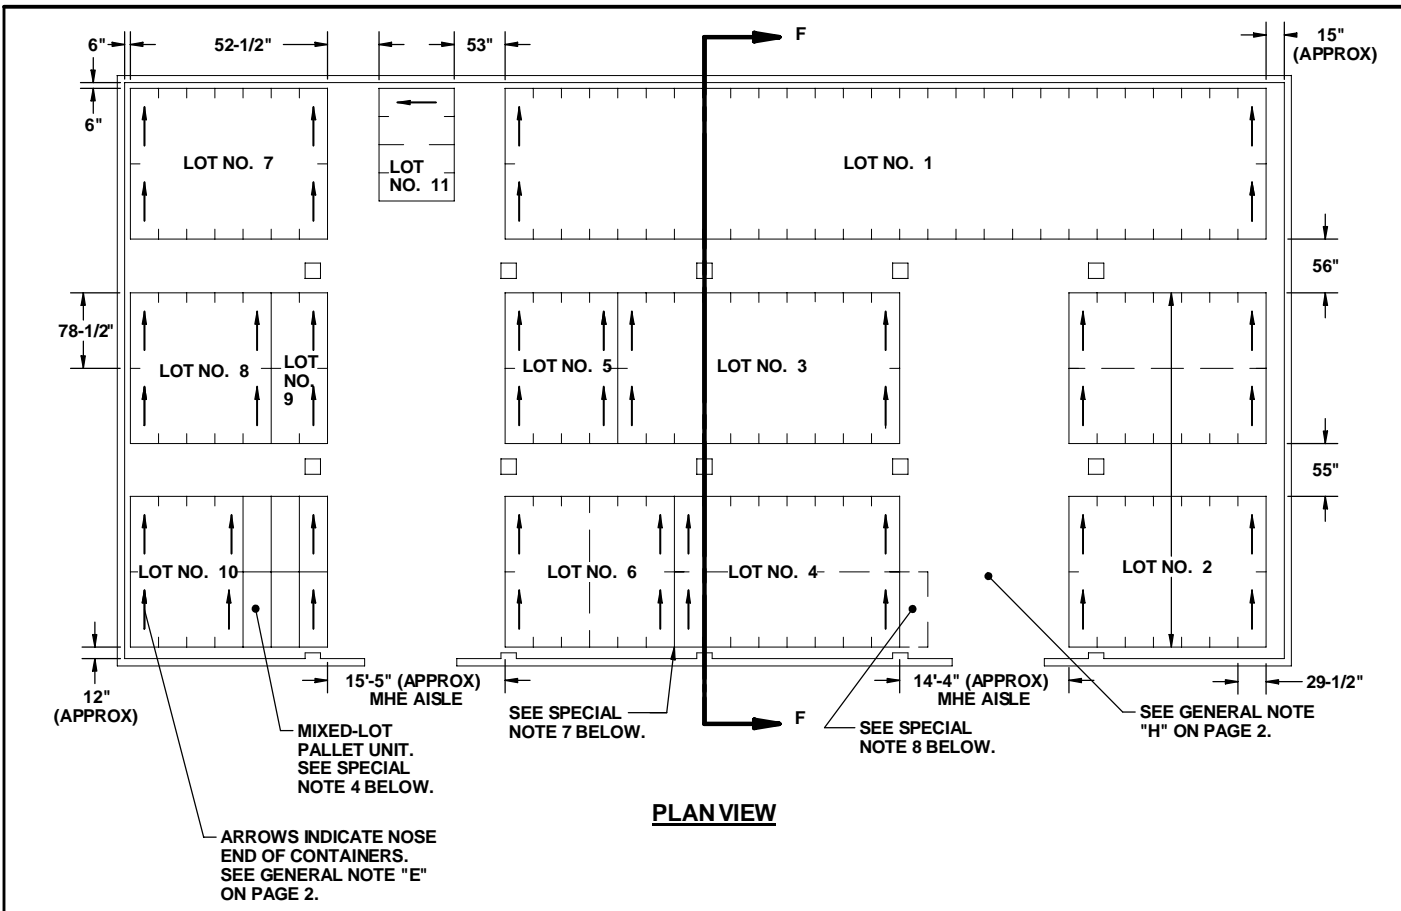 6"
52-1/2"
53"
F
15"
(APPROX)
6"
LOT NO. 7
LOT
NO. 11
LOT NO. 1
56"
78-1/2"
LOT NO. 8
LOT
NO.
9
LOT NO. 5
LOT NO. 3
55"
LOT NO. 10
LOT NO. 6
LOT NO. 4
LOT NO. 2
12"
(APPROX)
15'-5" (APPROX)
MHE AISLE
14'-4" (APPROX)
MHE AISLE
29-1/2"
SEE SPECIAL
NOTE 7 BELOW.
F
SEE SPECIAL
NOTE 8 BELOW.
SEE GENERAL NOTE
"H" ON PAGE 2.
MIXED-LOT
PALLET UNIT.
SEE SPECIAL
NOTE 4 BELOW.
PLAN VIEW
ARROWS INDICATE NOSE
END OF CONTAINERS.
SEE GENERAL NOTE "E"
ON PAGE 2.